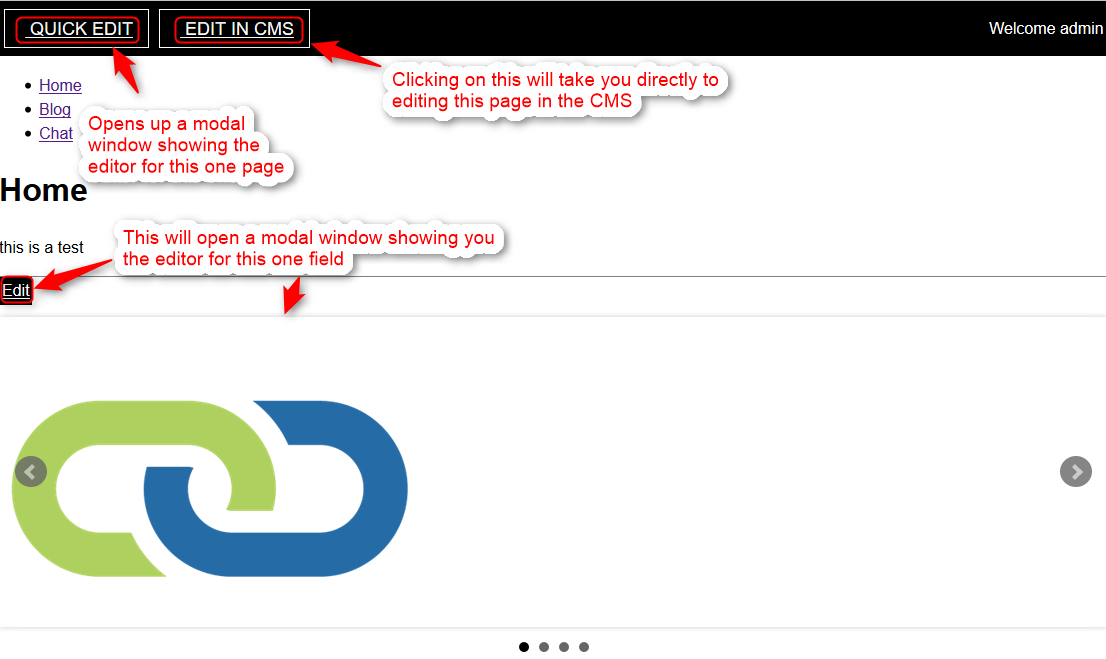 QUICK EDIT
EDIT IN CMS
Welcome admin
Clicking on this will take you directly to
editing this page in the CMS
Home
Blog
Chat
Opens up a modal
window showing the
editor for this one page
Home
This will open a modal window showing you
the editor for this one field
this is a test
Edit